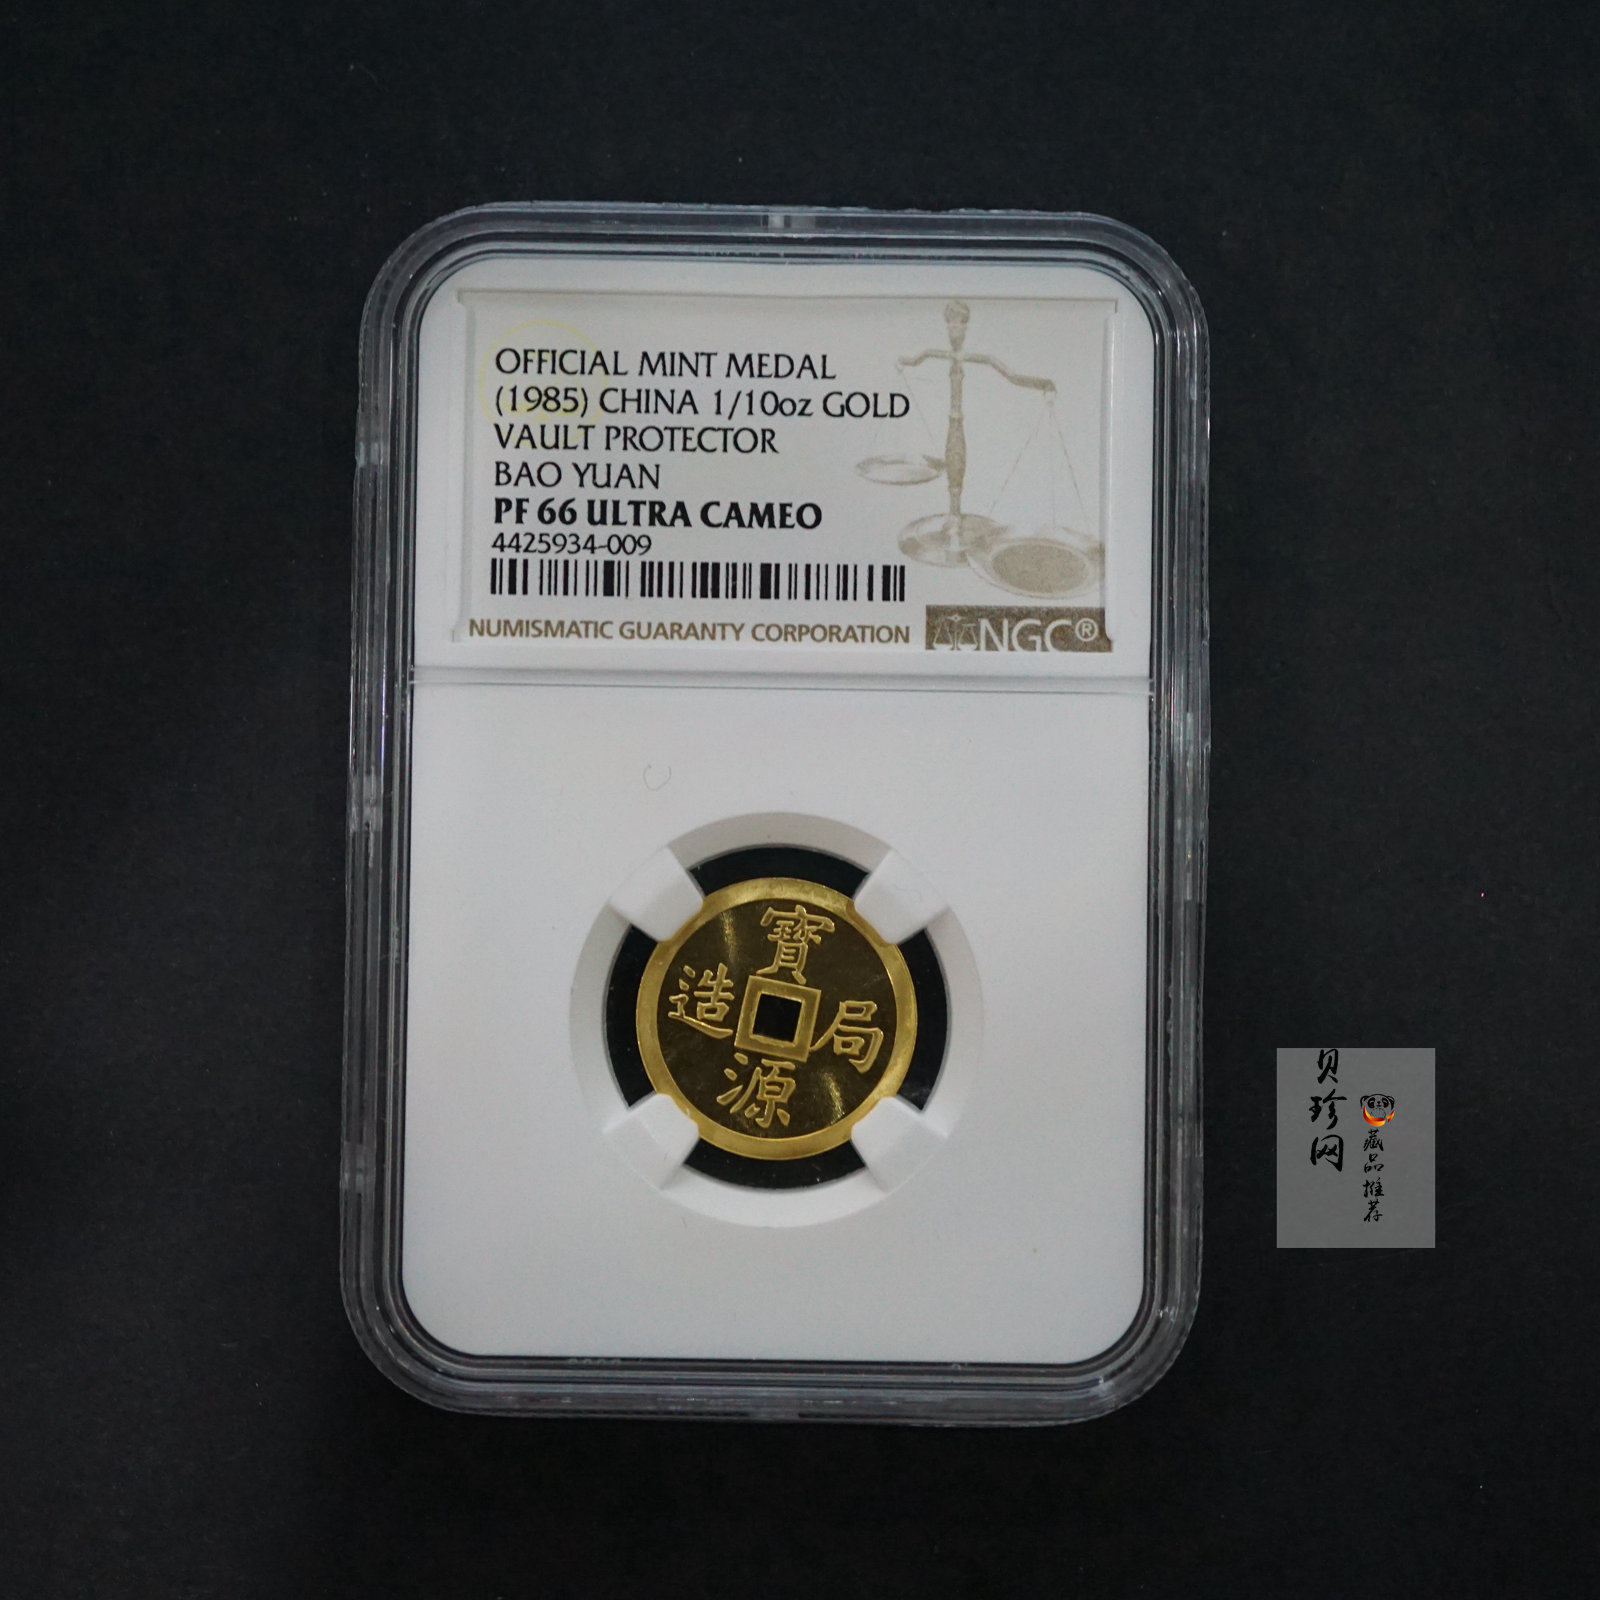 OFFICIAL MINT MEDAL
(1985) CHINA 1/10oz GOLD
VAULT PROTECTOR
BAO YUAN
PF 66 ULTRA CAMEO
4425934-009
NUMISMATIC GUARANTY CORPORATION
NGC®
寶
源
局
造
贝珍网
藏品推荐